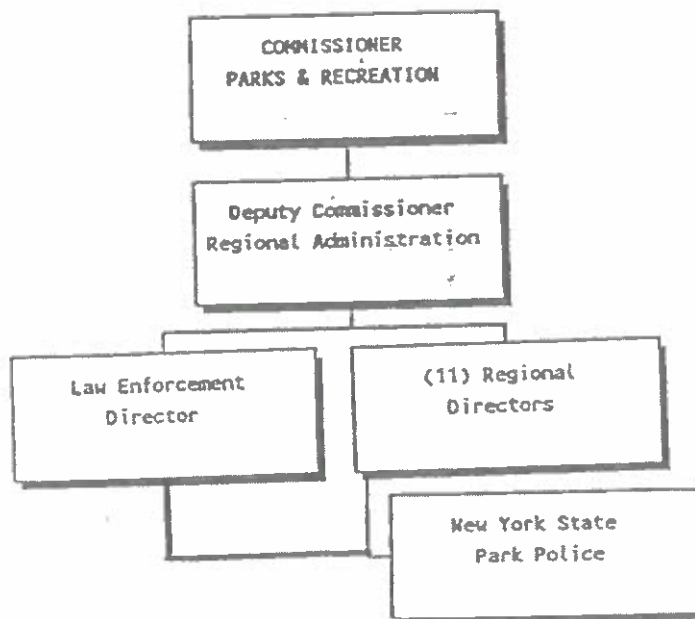 COMMISSIONER
PARKS & RECREATION
Deputy Commissioner
Regional Administration
Law Enforcement
Director
(11) Regional
Directors
New York State
Park Police